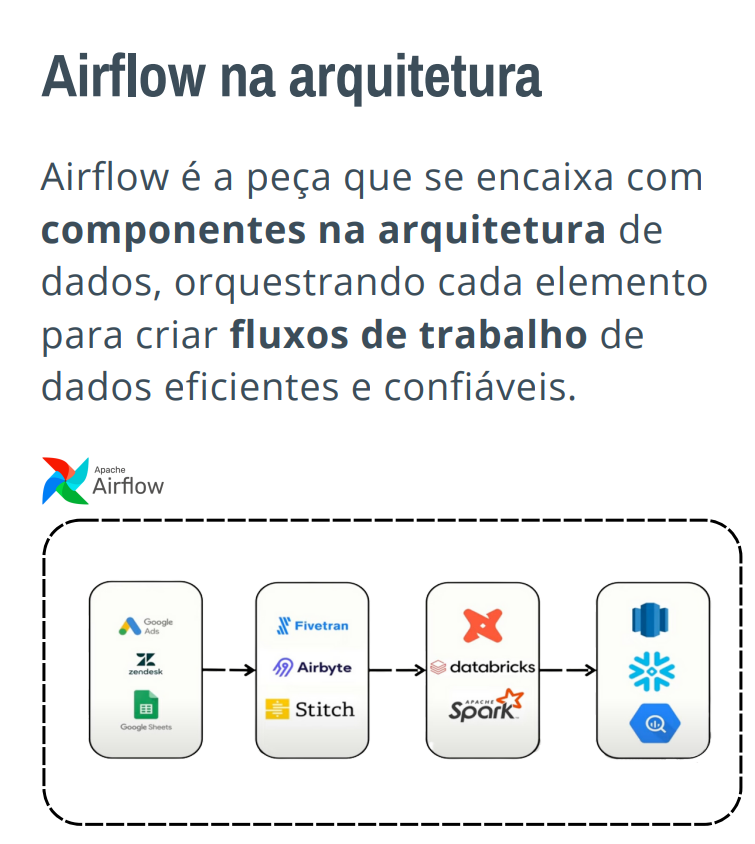 Airflow na arquitetura
Airflow é a peça que se encaixa com
componentes na arquitetura de
dados, orquestrando cada elemento
para criar fluxos de trabalho de
dados eficientes e confiáveis.
Apache
Airflow
Google
Ads
zendesk
Google Sheets
Fivetran
Airbyte
Stitch
databricks
APACHE
Spark